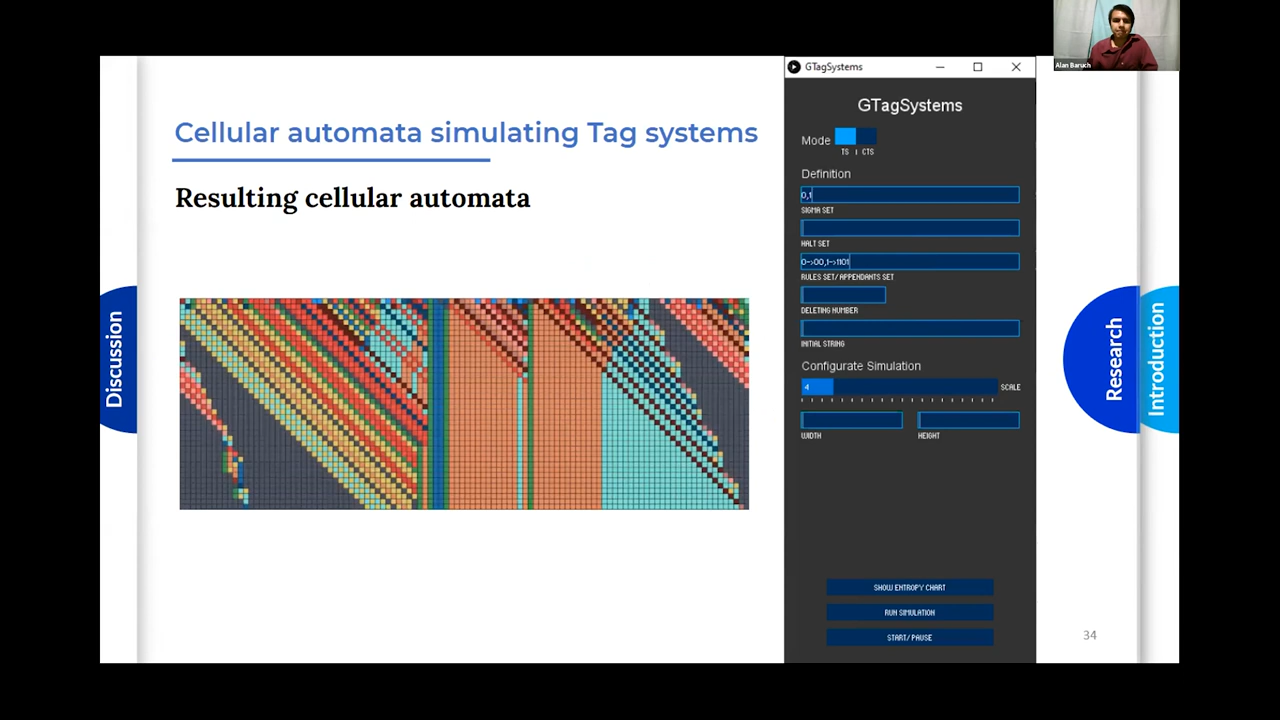 Alan Baruch
GTagSystems
GTagSystems
Cellular automata simulating Tag systems
Mode
TS | CTS
Definition
0,1
Resulting cellular automata
SIGMA SET
HALT SET
0->00,1->1101
RULES SET/ APPENDANTS SET
DELETING NUMBER
INITIAL STRING
Configurate Simulation
4
SCALE
WIDTH
HEIGHT
Discussion
Research
Introduction
SHOW ENTROPY CHART
RUN SIMULATION
START/ PAUSE
34